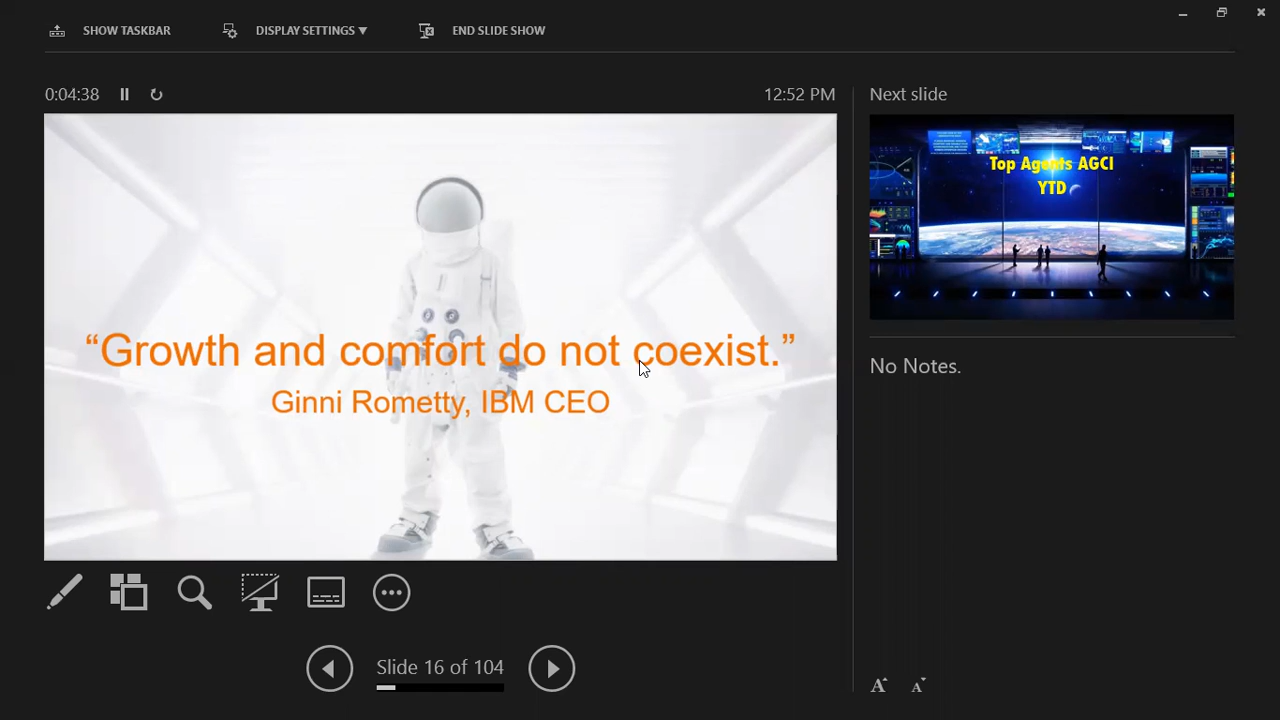 SHOW TASKBAR
DISPLAY SETTINGS ▼
END SLIDE SHOW
0:04:38
12:52 PM
Next slide
“Growth and comfort do not coexist.”
Ginni Rometty, IBM CEO
Top Agents AGCI
YTD
No Notes.
Slide 16 of 104
A
A